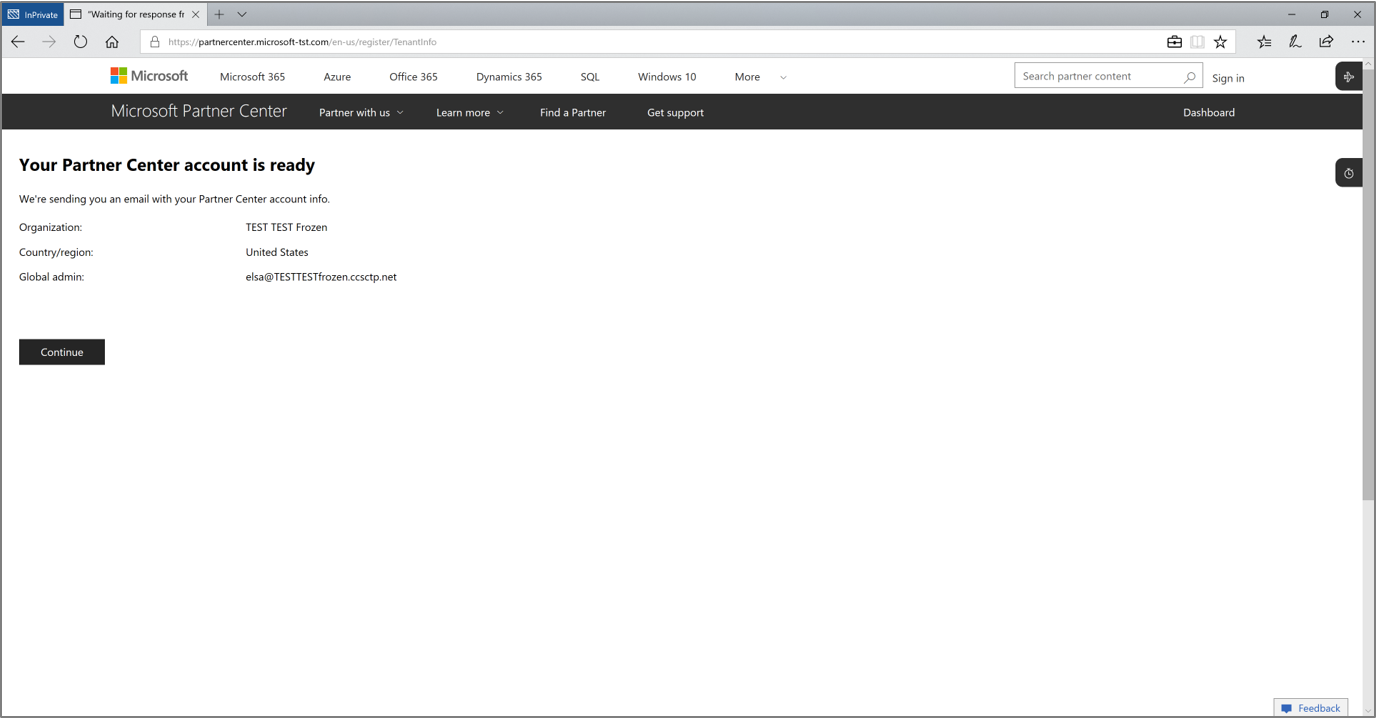 InPrivate
"Waiting for response fr
https://partnercenter.microsoft-tst.com/en-us/register/TenantInfo
Microsoft Microsoft 365 Azure Office 365 Dynamics 365 SQL Windows 10 More Search partner content Sign in
Microsoft Partner Center Partner with us Learn more Find a Partner Get support Dashboard
Your Partner Center account is ready
We're sending you an email with your Partner Center account info.
Organization: TEST TEST Frozen
Country/region: United States
Global admin: elsa@TESTTESTfrozen.ccsctp.net
Continue
Feedback